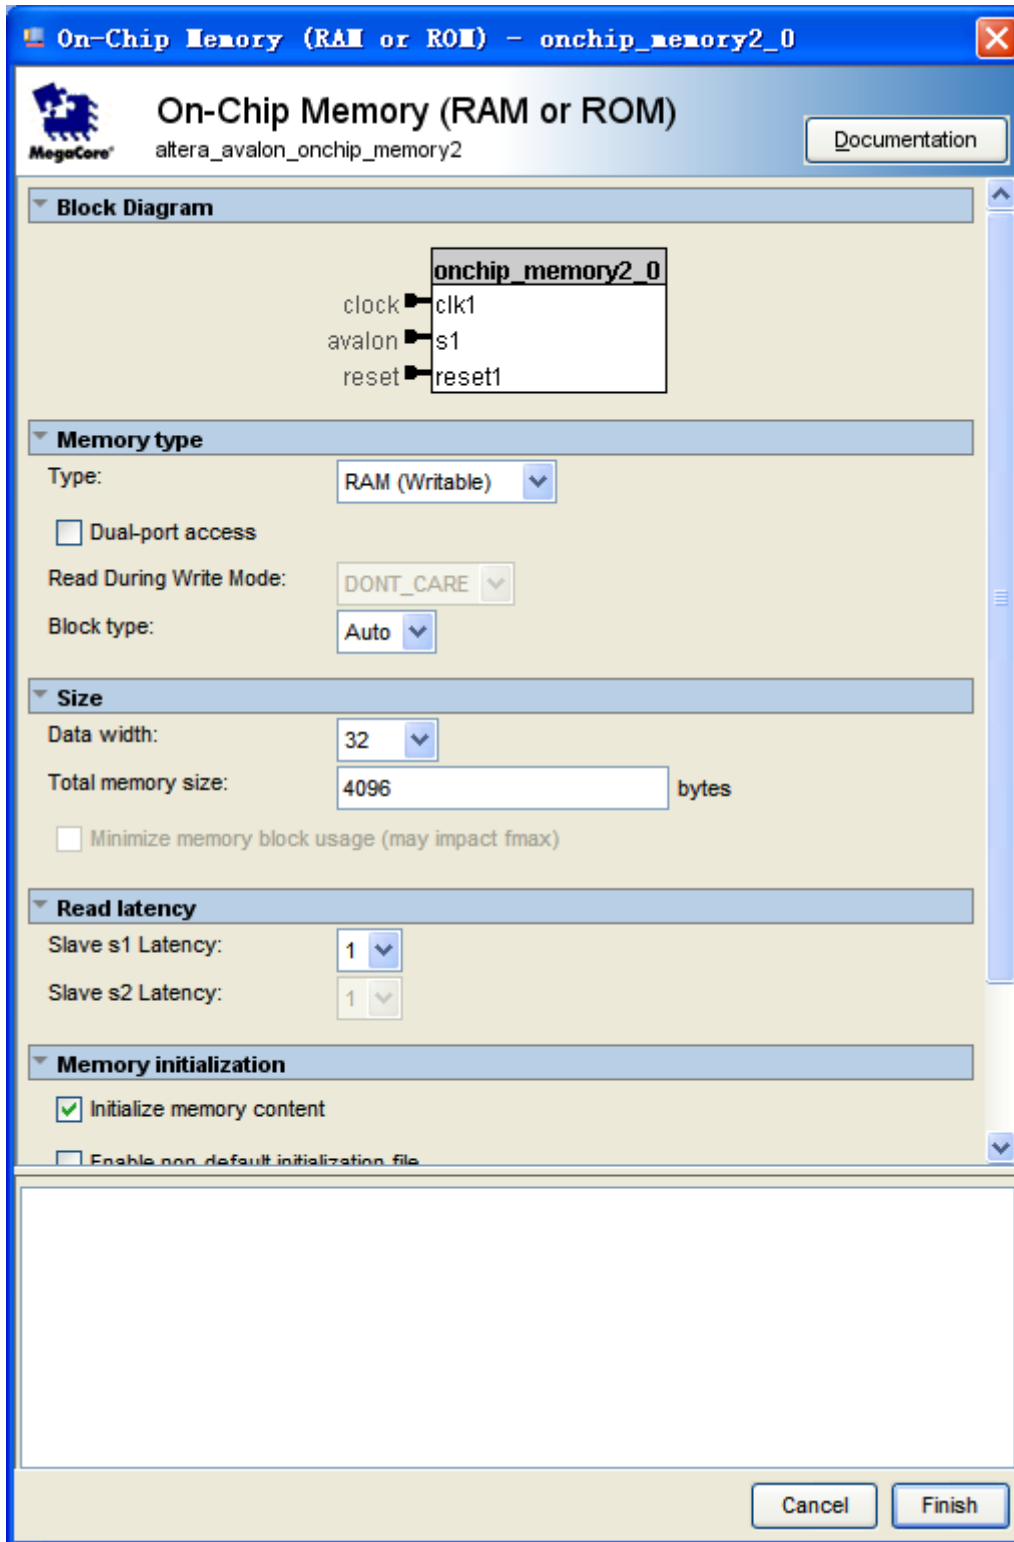 On-Chip Memory (RAM or ROM) - onchip_memory2_0
MegaCore®
On-Chip Memory (RAM or ROM)
altera_avalon_onchip_memory2
Documentation
Block Diagram
onchip_memory2_0
clock clk1
avalon s1
reset reset1
Memory type
Type: RAM (Writable)
Dual-port access
Read During Write Mode: DONT_CARE
Block type: Auto
Size
Data width: 32
Total memory size: 4096 bytes
Minimize memory block usage (may impact fmax)
Read latency
Slave s1 Latency: 1
Slave s2 Latency: 1
Memory initialization
Initialize memory content
Enable non-default initialization file
Cancel Finish